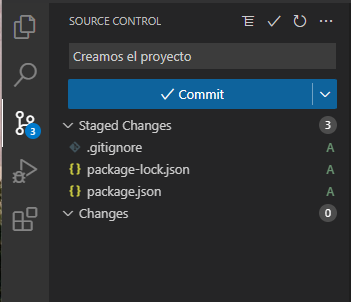 SOURCE CONTROL
Creamos el proyecto
Commit
Staged Changes 3
.gitignore A
{} package-lock.json A
{} package.json A
Changes 0
3